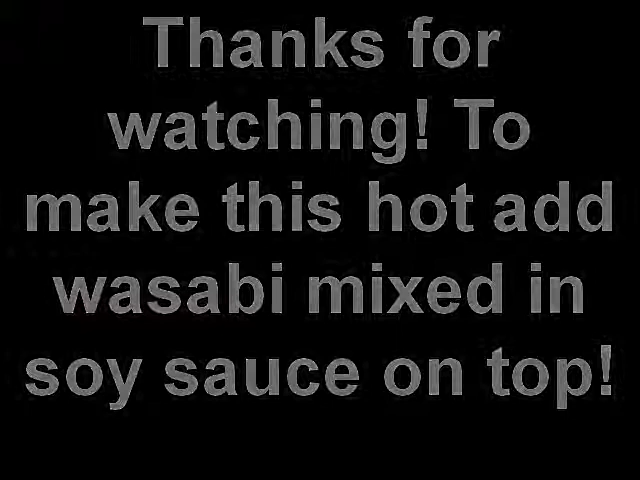 Thanks for
watching! To
make this hot add
wasabi mixed in
soy sauce on top!